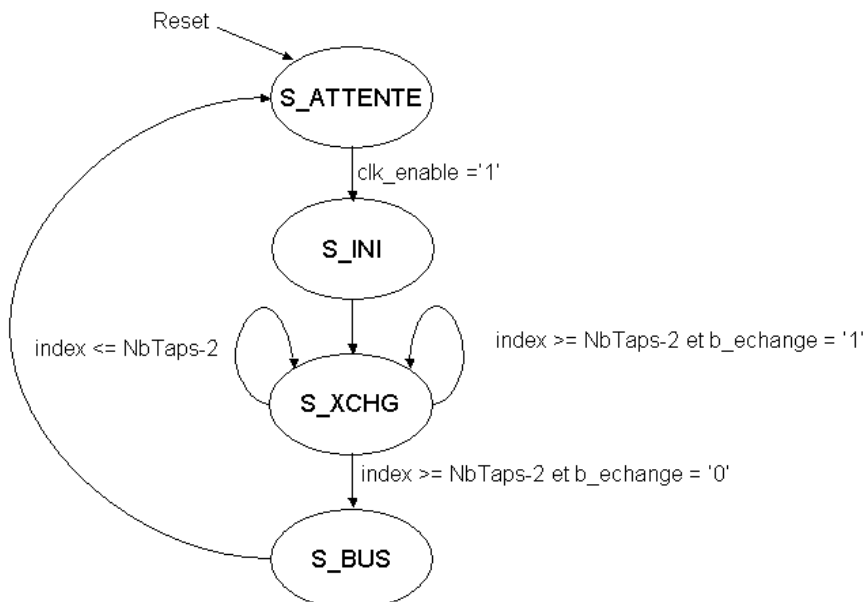 Reset
S_ATTENTE
clk_enable ='1'
S_INI
index <= NbTaps-2
index >= NbTaps-2 et b_echange = '1'
S_XCHG
index >= NbTaps-2 et b_echange = '0'
S_BUS